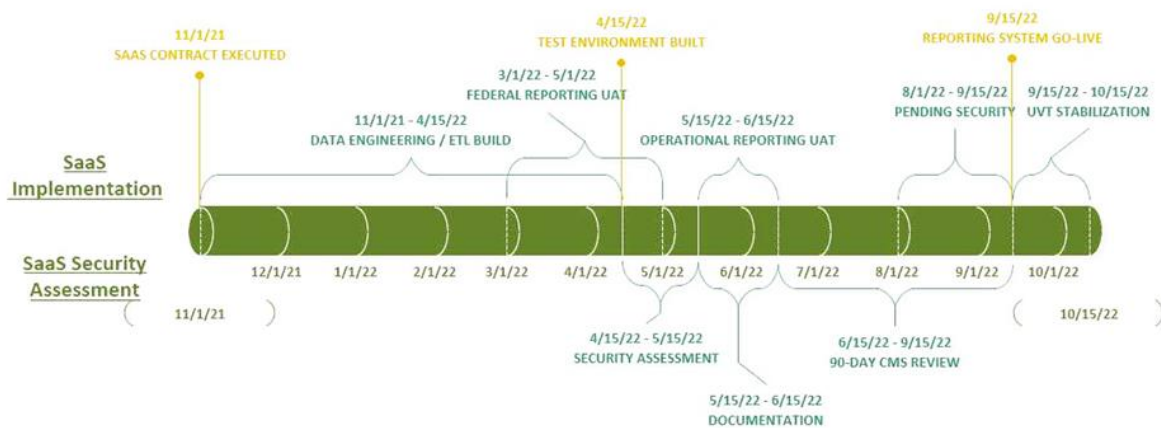 11/1/21
SAAS CONTRACT EXECUTED
4/15/22
TEST ENVIRONMENT BUILT
9/15/22
REPORTING SYSTEM GO-LIVE
3/1/22 - 5/1/22
FEDERAL REPORTING UAT
8/1/22 - 9/15/22
PENDING SECURITY
9/15/22 - 10/15/22
UVT STABILIZATION
11/1/21 - 4/15/22
DATA ENGINEERING / ETL BUILD
5/15/22 - 6/15/22
OPERATIONAL REPORTING UAT
SaaS
Implementation
SaaS Security
Assessment
12/1/21
1/1/22
2/1/22
3/1/22
4/1/22
5/1/22
6/1/22
7/1/22
8/1/22
9/1/22
10/1/22
11/1/21
10/15/22
4/15/22 - 5/15/22
SECURITY ASSESSMENT
6/15/22 - 9/15/22
90-DAY CMS REVIEW
5/15/22 - 6/15/22
DOCUMENTATION